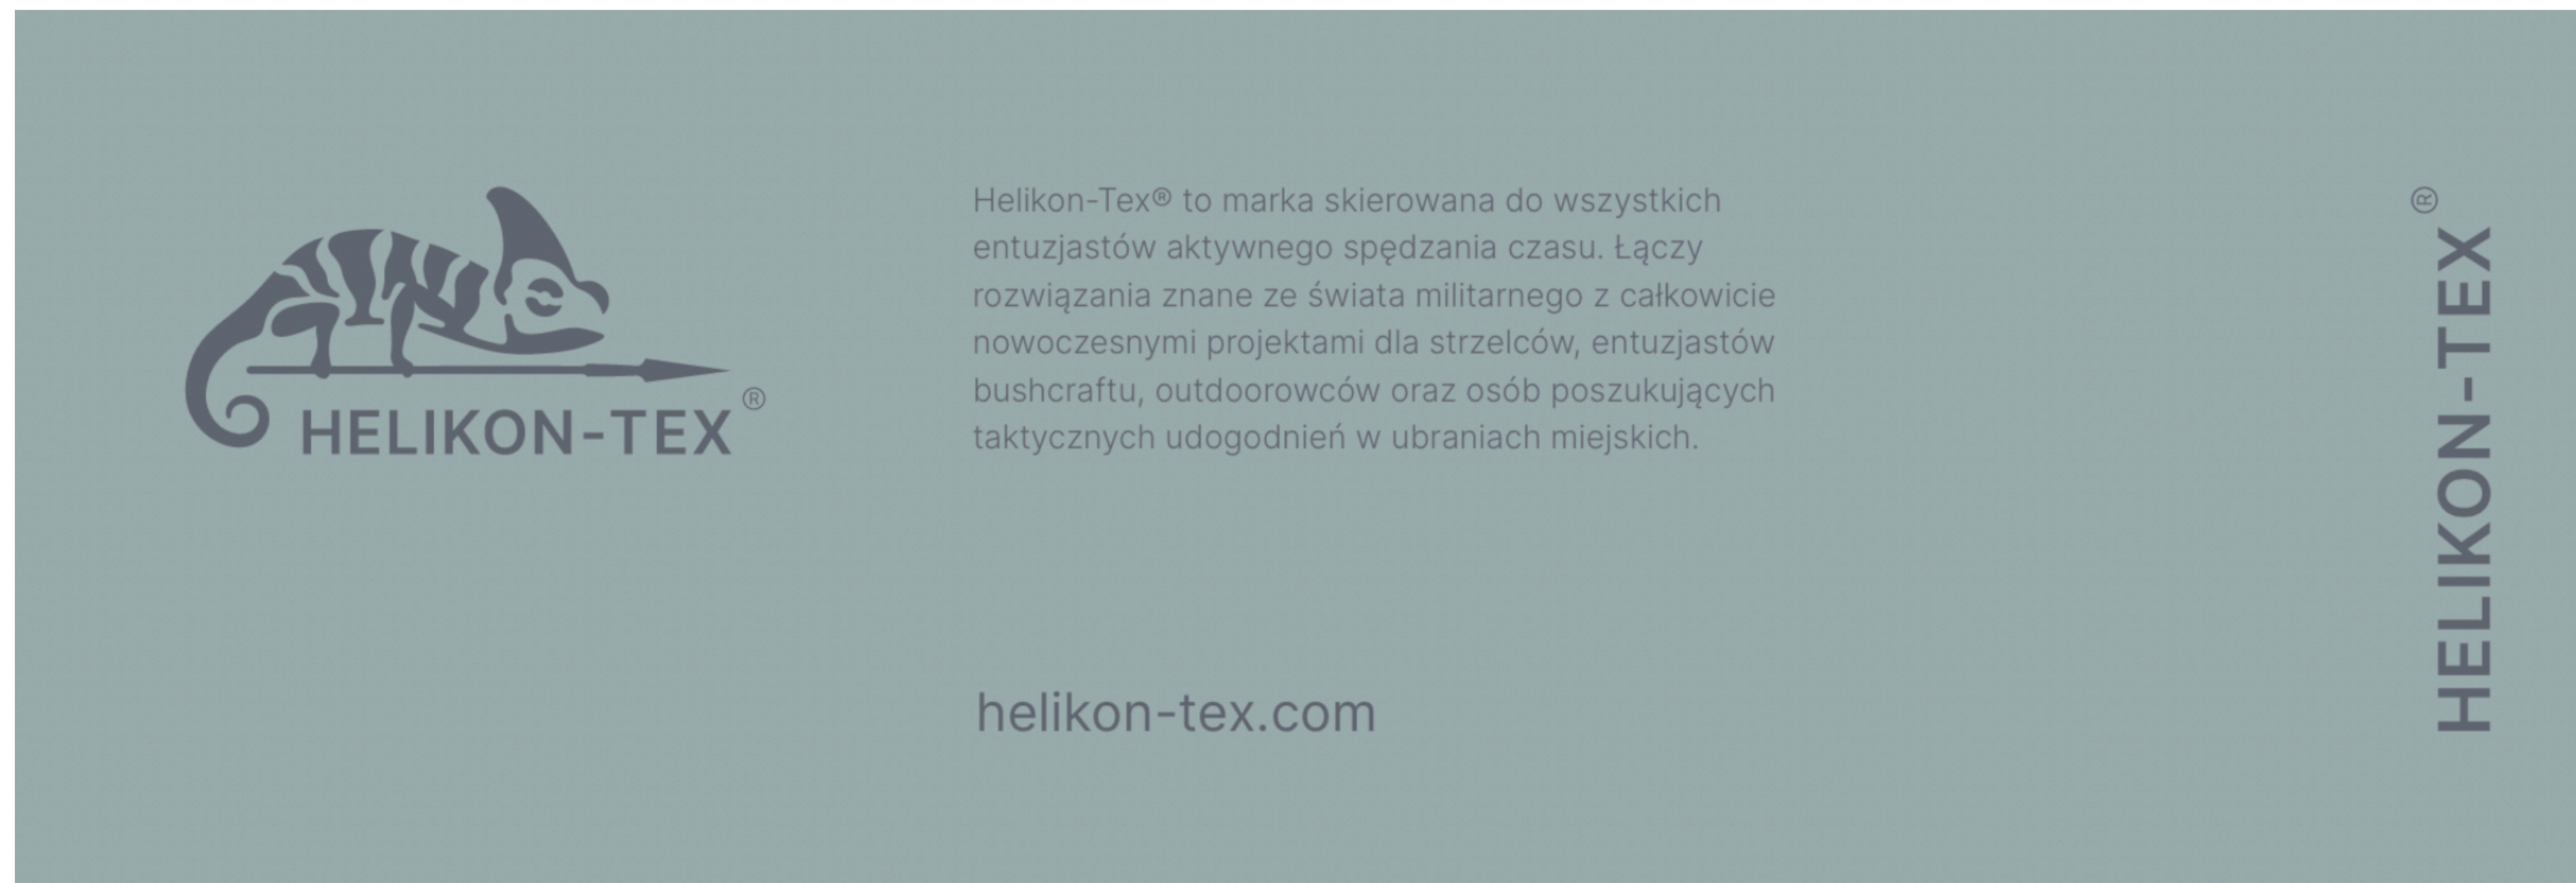 HELIKON-TEX®
Helikon-Tex® to marka skierowana do wszystkich
entuzjastów aktywnego spędzania czasu. Łączy
rozwiązania znane ze świata militarnego z całkowicie
nowoczesnymi projektami dla strzelców, entuzjastów
bushcraftu, outdoorowców oraz osób poszukujących
taktycznych udogodnień w ubraniach miejskich.
helikon-tex.com
HELIKON-TEX®